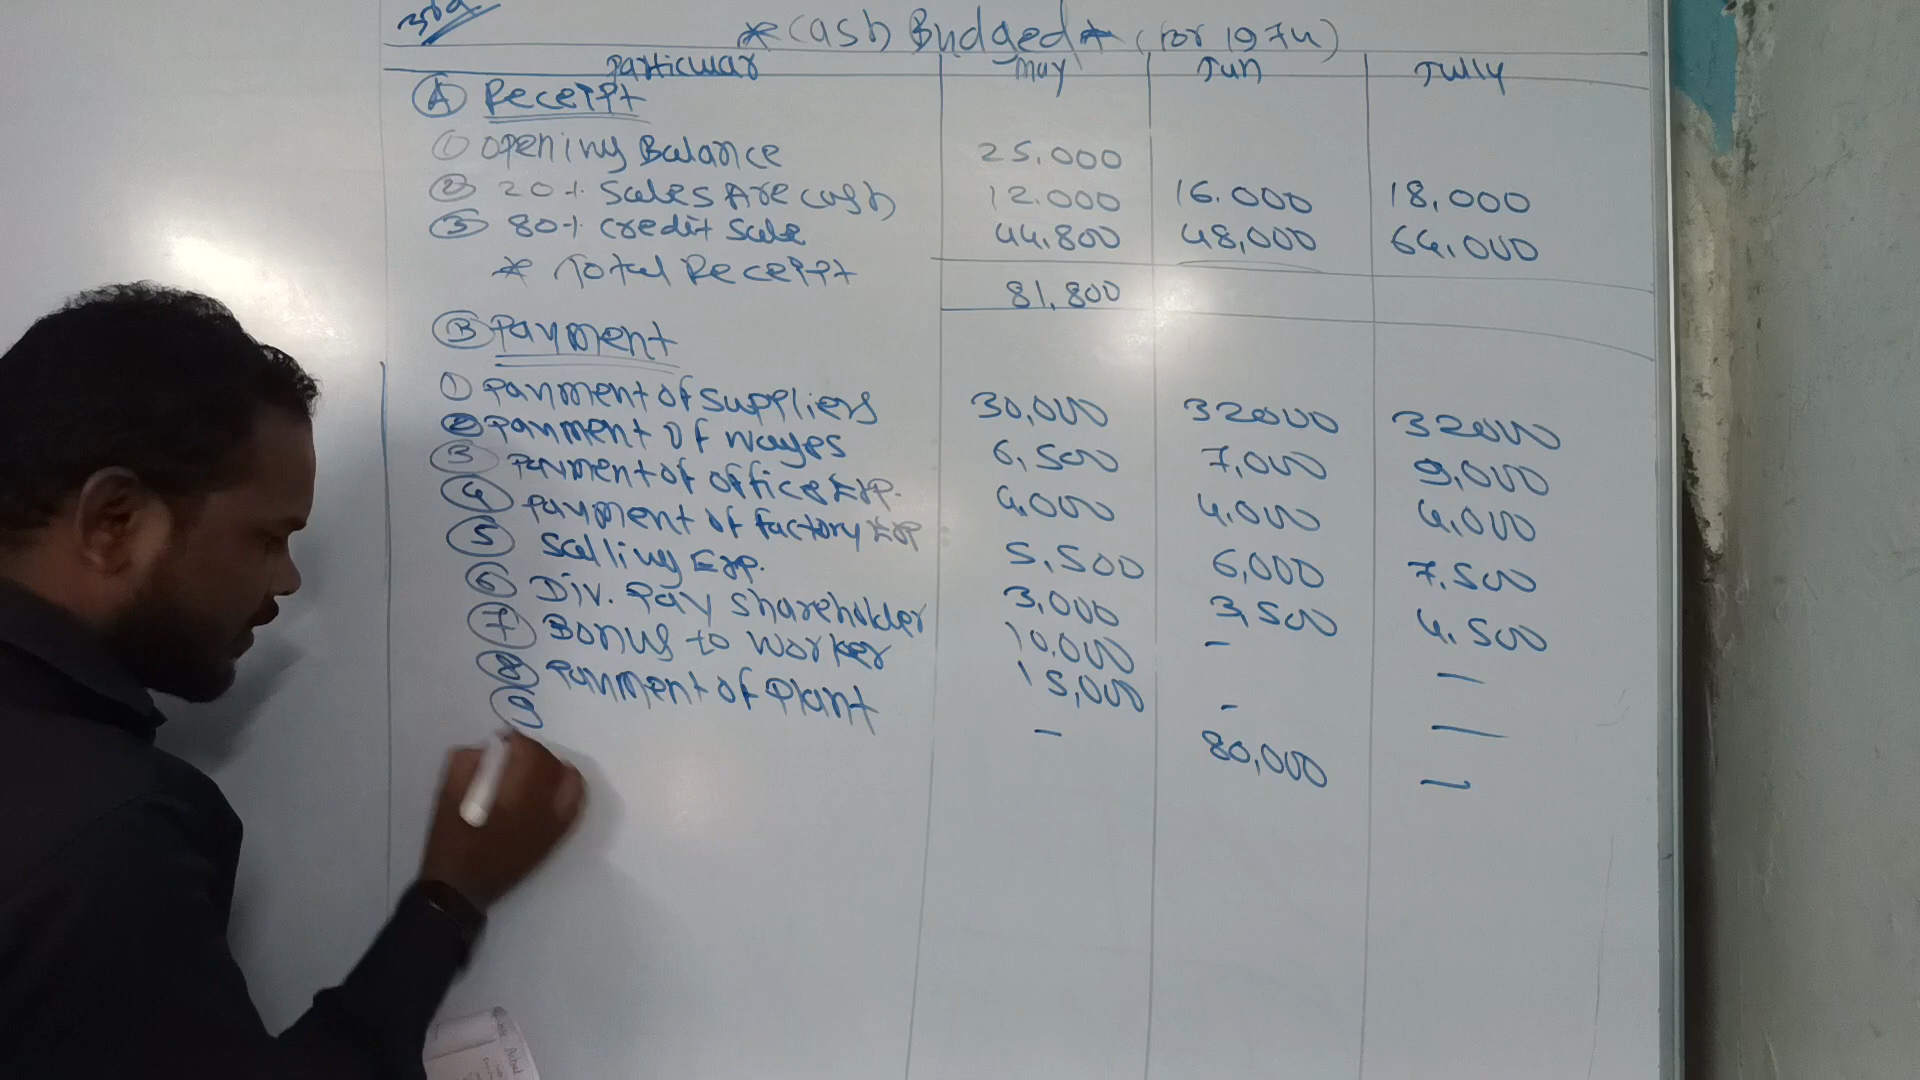 *Cash Budged* (for 1974)
Particular May Jun Jully
(A) Receipt
(1) Opening Balance 25.000
(2) 20% Sales Are cash 12.000 16.000 18,000
(3) 80% Credit Sale 44,800 48,000 64,000
* Total Receipt 81,800
(B) Payment
(1) Payment of Suppliers 30,000 32000 32000
(2) Payment of Wages 6,500 7,000 9,000
(3) Payment of office Exp. 4,000 4,000 4,000
(4) Payment of factory Exp 5,500 6,000 7,500
(5) Selling Exp. 3,000 3,500 4,500
(6) Div. Pay Shareholder 10,000 - -
(7) Bonus to Worker 15,000 - -
(8) Payment of Plant - 80,000 -
(9)